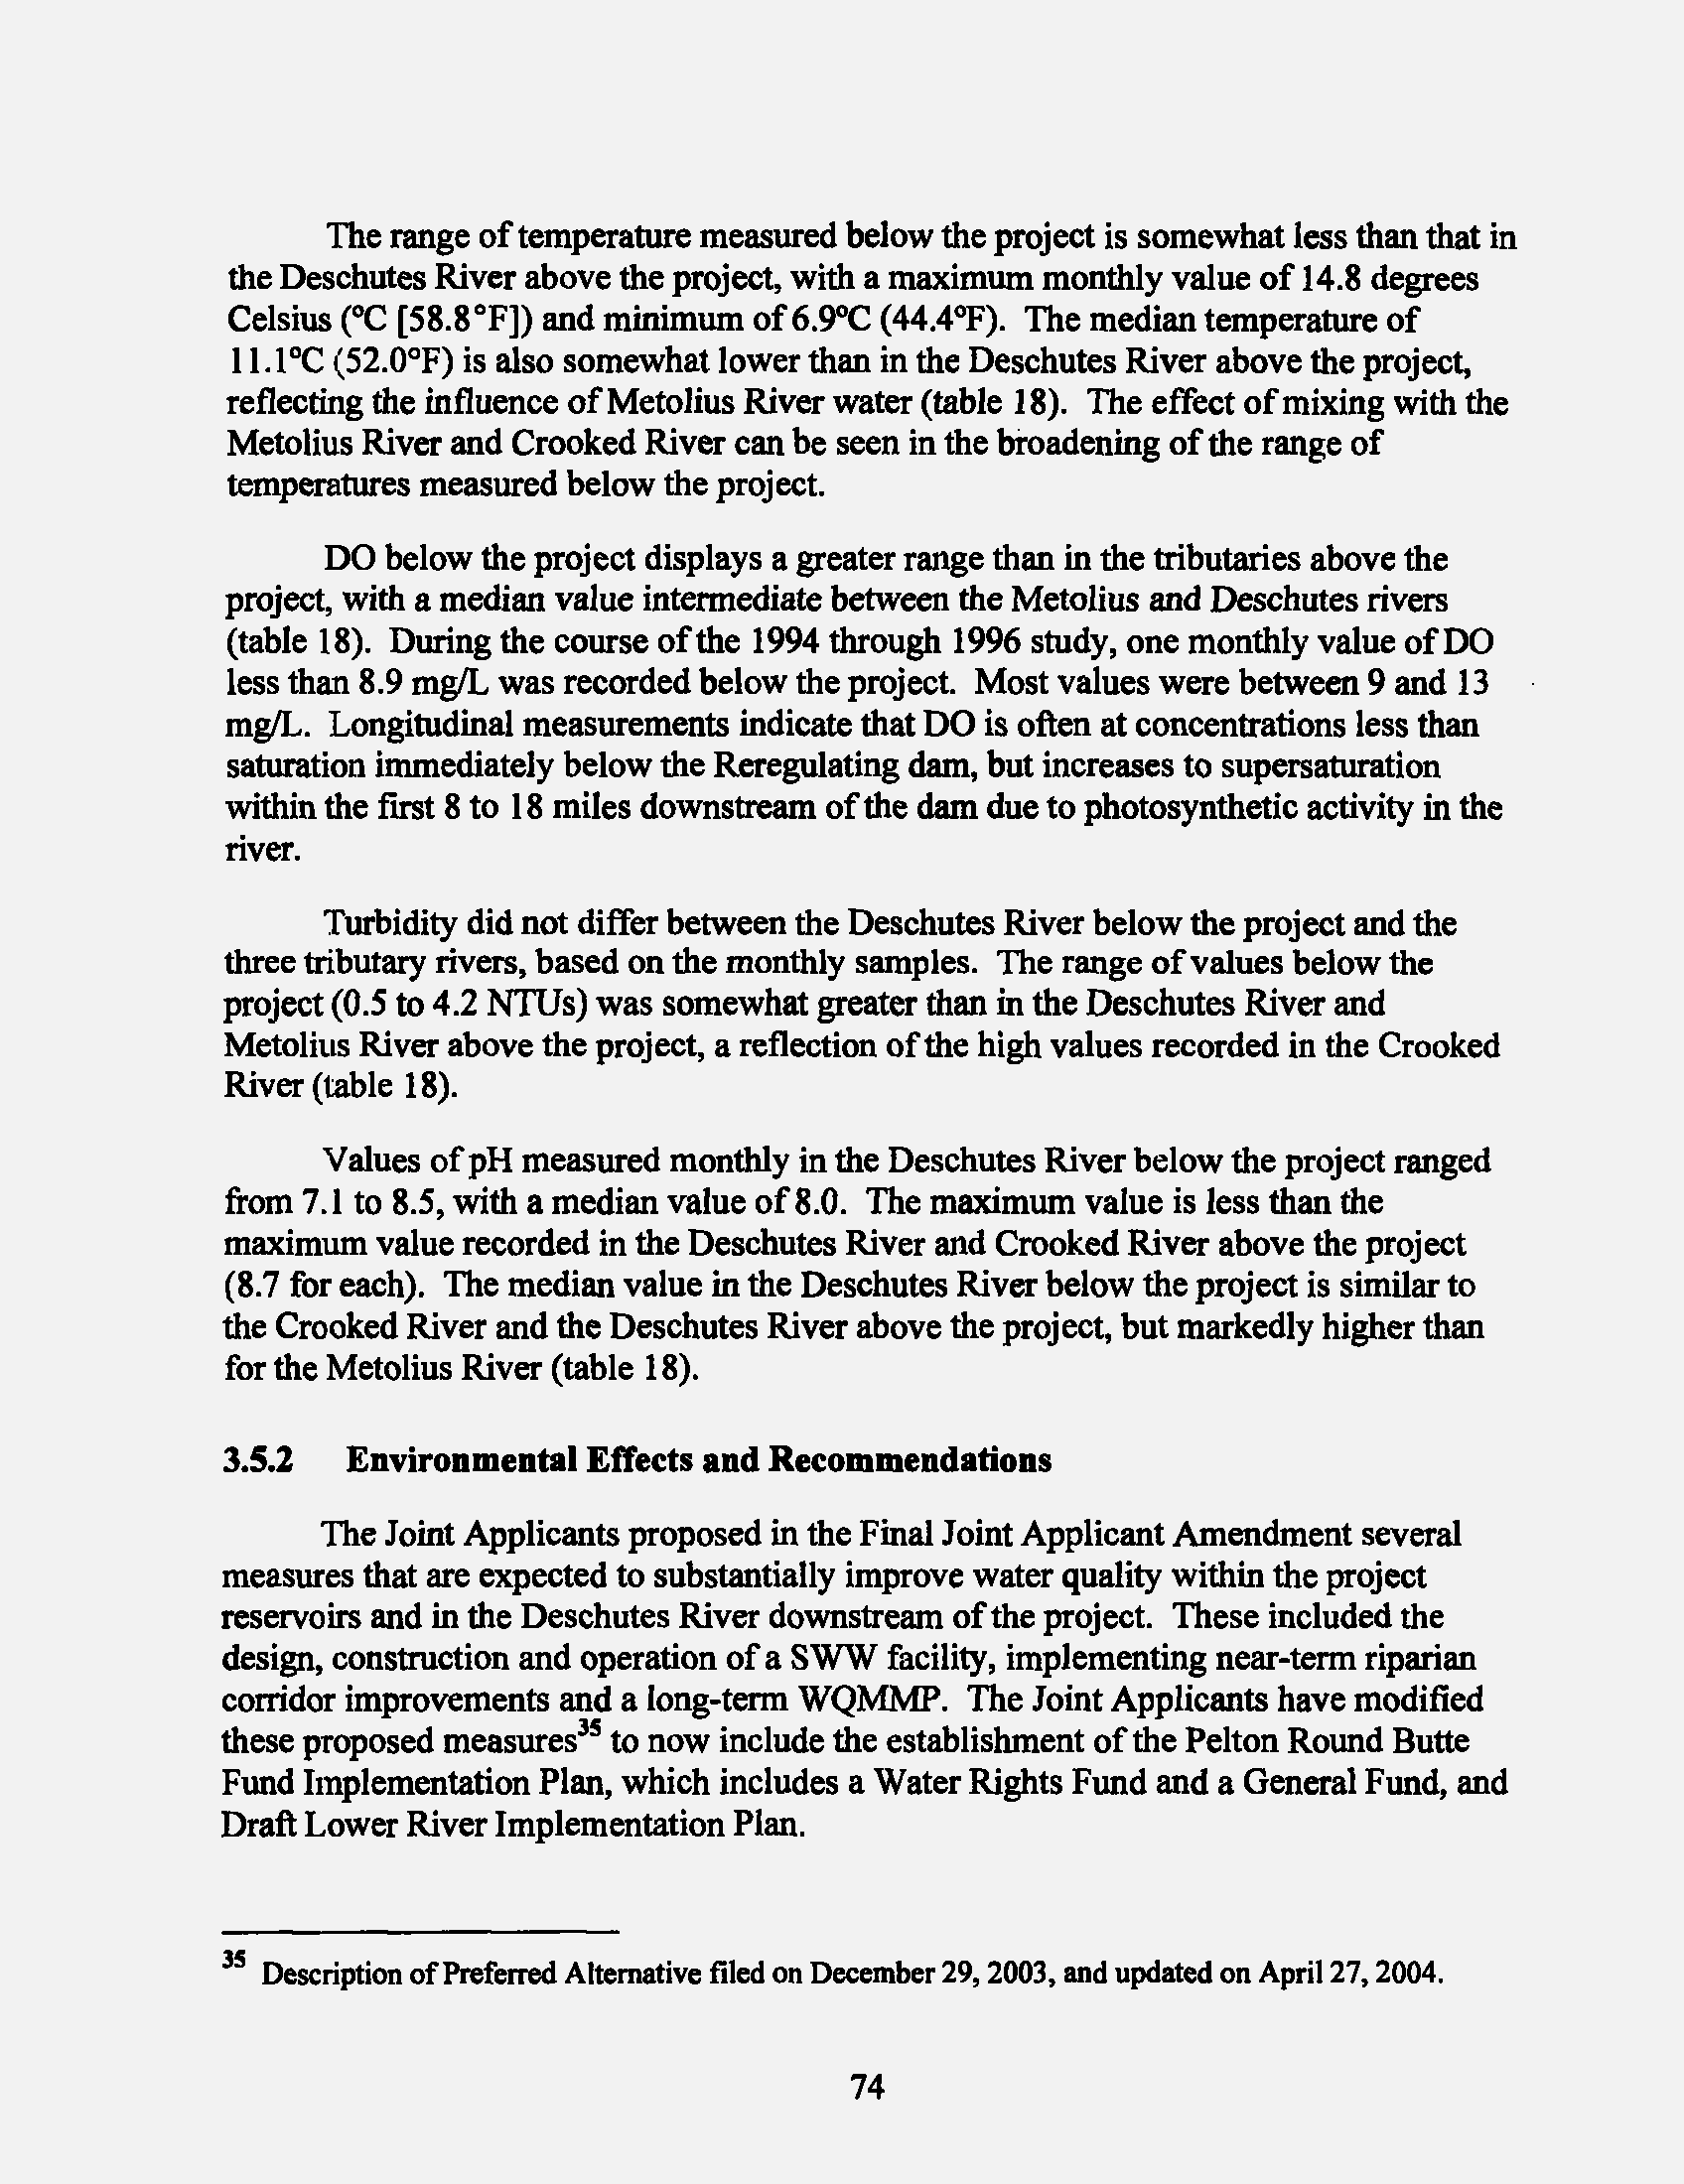 The range of temperature measured below the project is somewhat less than that in
the Deschutes River above the project, with a maximum monthly value of 14.8 degrees
Celsius (°C [58.8°F]) and minimum of 6.9°C (44.4°F). The median temperature of
11.1°C (52.0°F) is also somewhat lower than in the Deschutes River above the project,
reflecting the influence of Metolius River water (table 18). The effect of mixing with the
Metolius River and Crooked River can be seen in the broadening of the range of
temperatures measured below the project.
DO below the project displays a greater range than in the tributaries above the
project, with a median value intermediate between the Metolius and Deschutes rivers
(table 18). During the course of the 1994 through 1996 study, one monthly value of DO
less than 8.9 mg/L was recorded below the project. Most values were between 9 and 13
mg/L. Longitudinal measurements indicate that DO is often at concentrations less than
saturation immediately below the Reregulating dam, but increases to supersaturation
within the first 8 to 18 miles downstream of the dam due to photosynthetic activity in the
river.
Turbidity did not differ between the Deschutes River below the project and the
three tributary rivers, based on the monthly samples. The range of values below the
project (0.5 to 4.2 NTUs) was somewhat greater than in the Deschutes River and
Metolius River above the project, a reflection of the high values recorded in the Crooked
River (table 18).
Values of pH measured monthly in the Deschutes River below the project ranged
from 7.1 to 8.5, with a median value of 8.0. The maximum value is less than the
maximum value recorded in the Deschutes River and Crooked River above the project
(8.7 for each). The median value in the Deschutes River below the project is similar to
the Crooked River and the Deschutes River above the project, but markedly higher than
for the Metolius River (table 18).
3.5.2 Environmental Effects and Recommendations
The Joint Applicants proposed in the Final Joint Applicant Amendment several
measures that are expected to substantially improve water quality within the project
reservoirs and in the Deschutes River downstream of the project. These included the
design, construction and operation of a SWW facility, implementing near-term riparian
corridor improvements and a long-term WQMMP. The Joint Applicants have modified
these proposed measures35 to now include the establishment of the Pelton Round Butte
Fund Implementation Plan, which includes a Water Rights Fund and a General Fund, and
Draft Lower River Implementation Plan.
35 Description of Preferred Alternative filed on December 29, 2003, and updated on April 27, 2004.
74